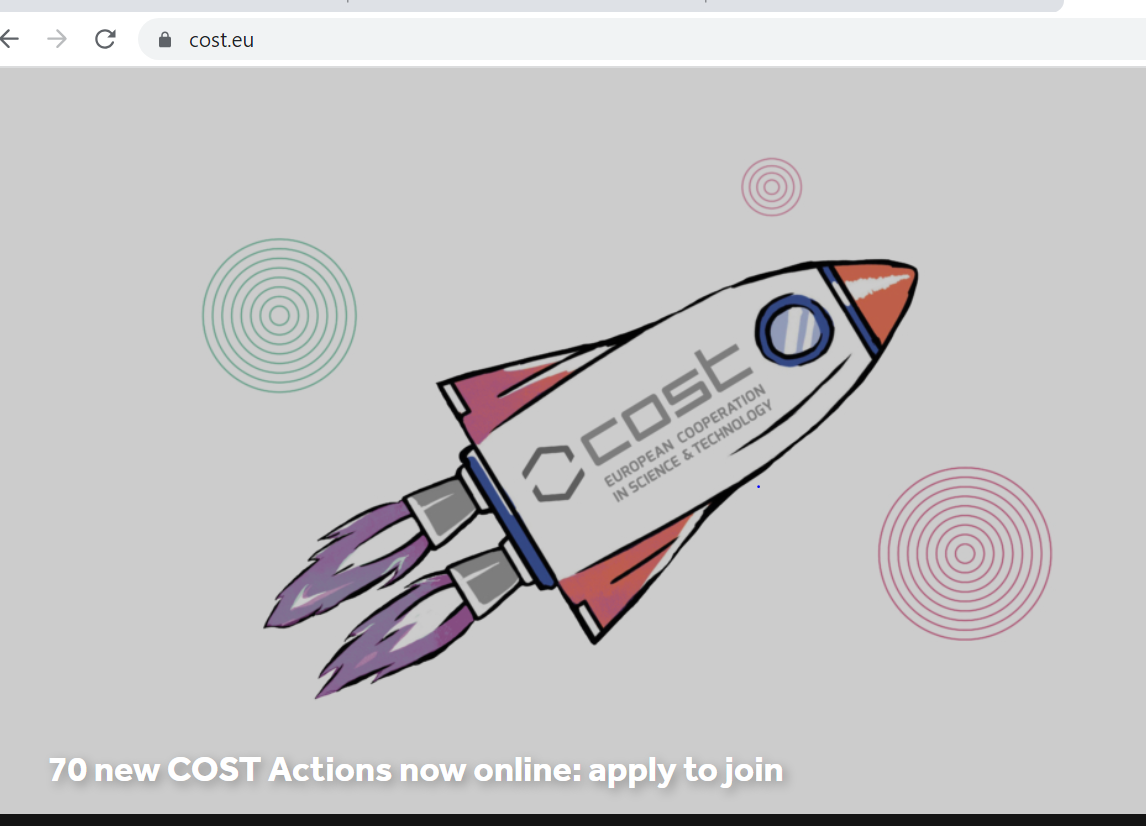 cost.eu
cost
EUROPEAN COOPERATION
IN SCIENCE & TECHNOLOGY
70 new COST Actions now online: apply to join